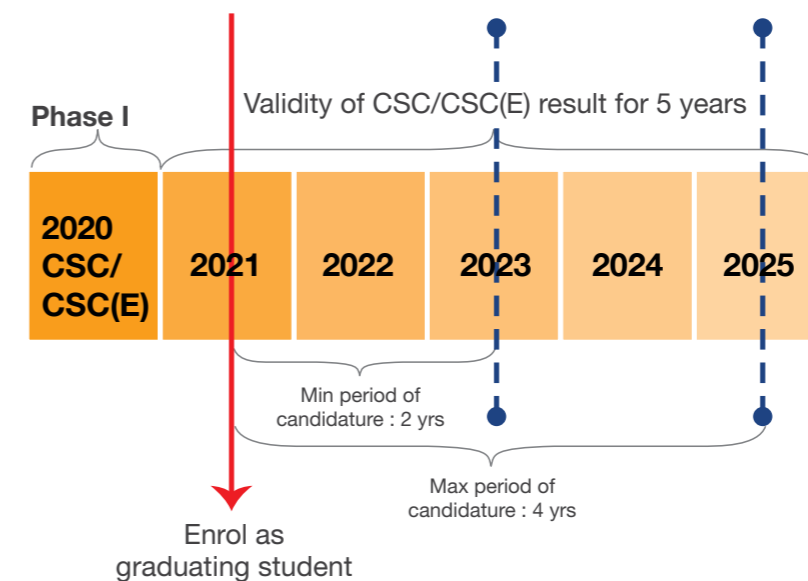 Phase I
Validity of CSC/CSC(E) result for 5 years
2020
CSC/
CSC(E)
2021
2022
2023
2024
2025
Min period of
candidature : 2 yrs
Max period of
candidature : 4 yrs
Enrol as
graduating student